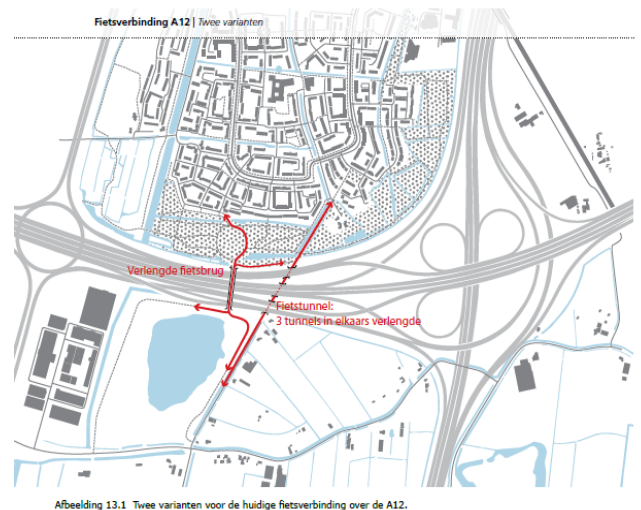 Fietsverbinding A12 | Twee varianten
Verlengde fietsbrug
Fietstunnel:
3 tunnels in elkaars verlengde
Afbeelding 13.1 Twee varianten voor de huidige fietsverbinding over de A12.